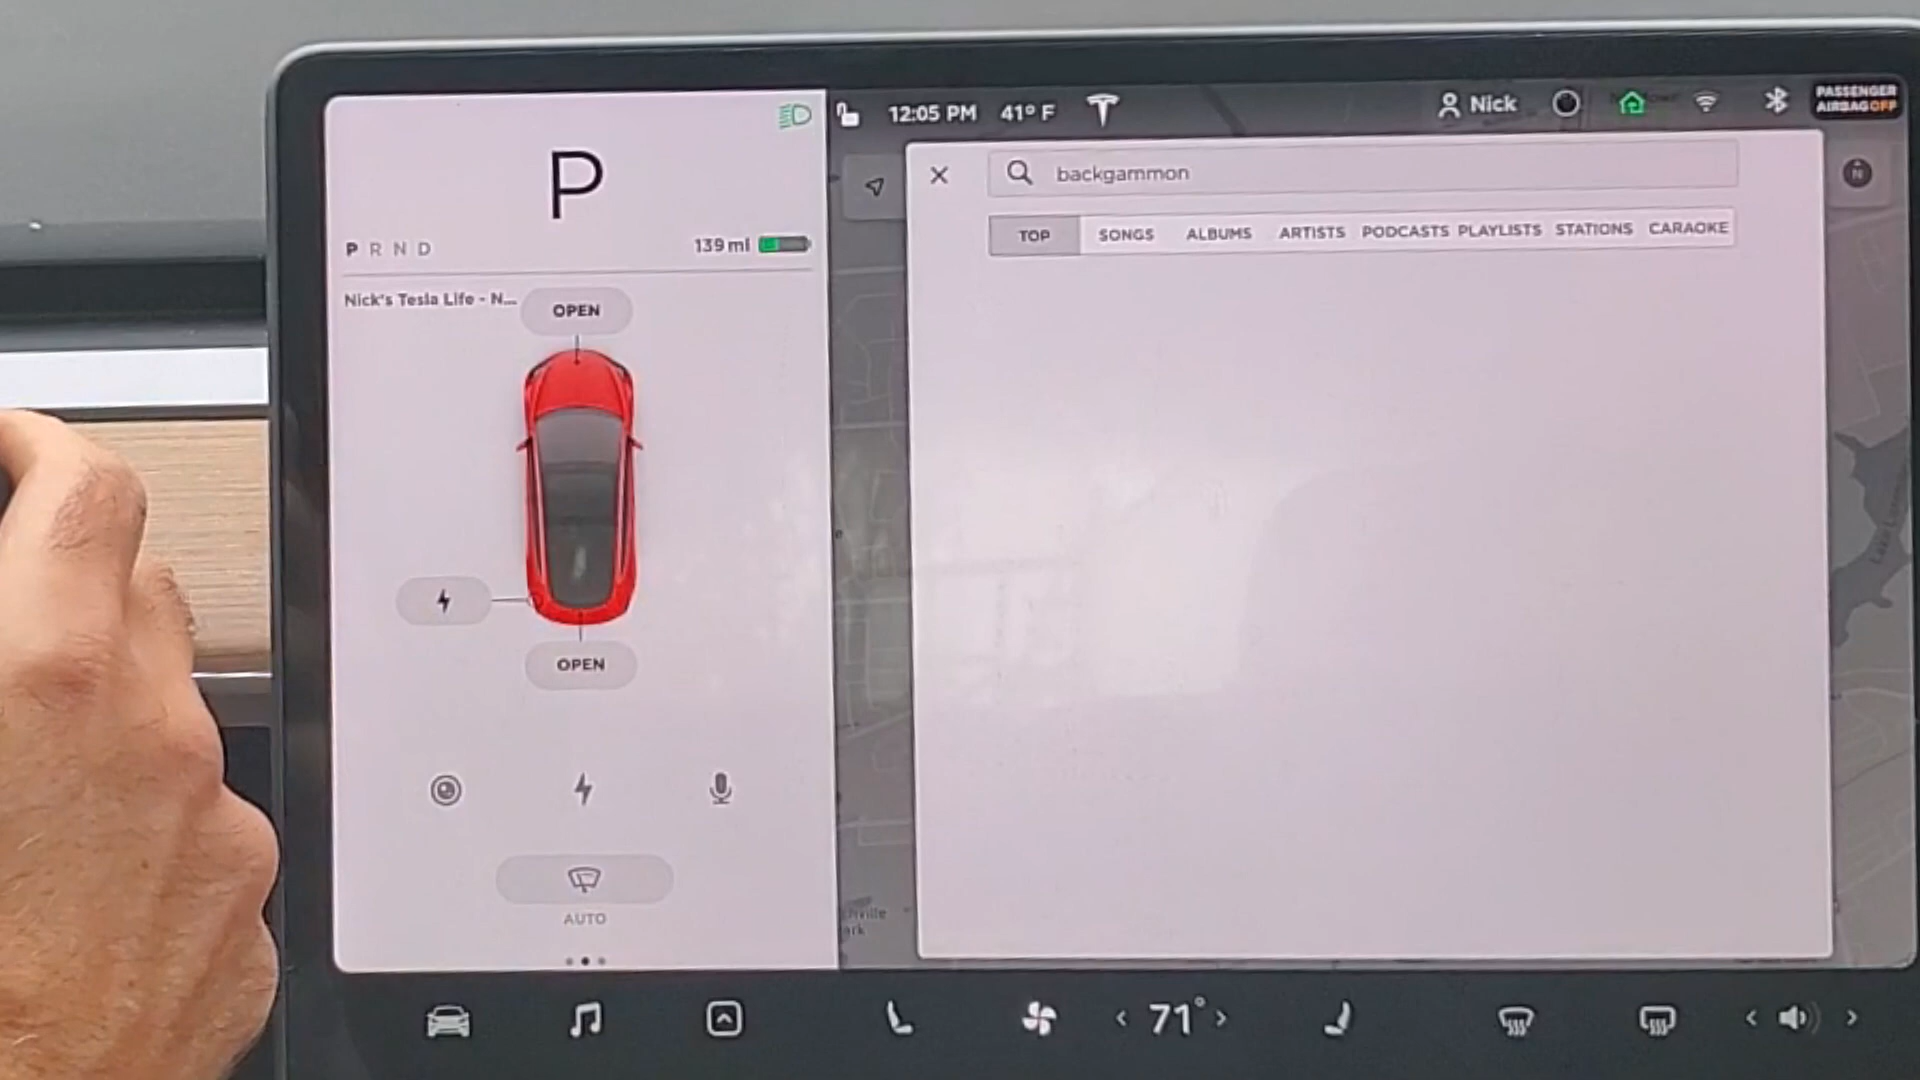 12:05 PM 41° F
Nick
PASSENGER
AIRBAG OFF
P
P R N D
139 mi
Nick's Tesla Life - N...
OPEN
OPEN
AUTO
backgammon
TOP SONGS ALBUMS ARTISTS PODCASTS PLAYLISTS STATIONS CARAOKE
N
71°